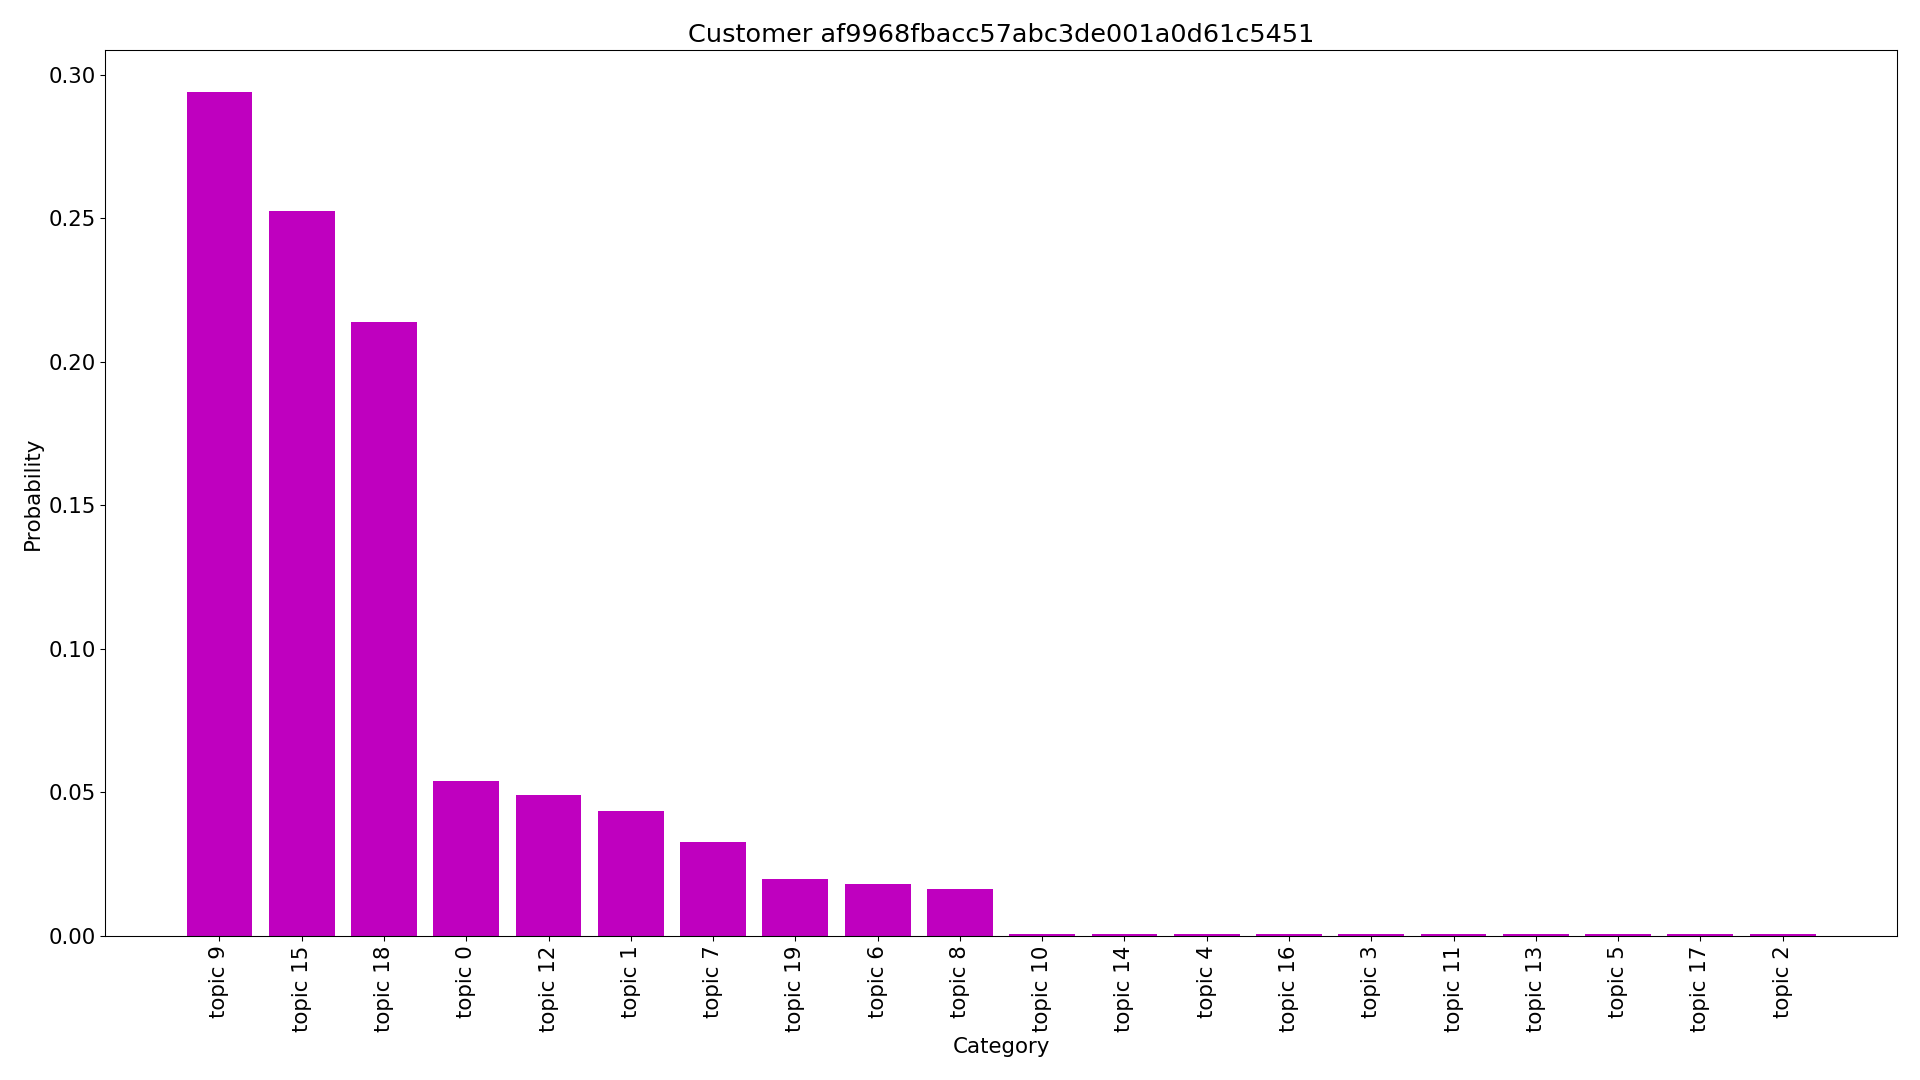 Customer af9968fbacc57abc3de001a0d61c5451
Probability
0.30
0.25
0.20
0.15
0.10
0.05
0.00
topic 9
topic 15
topic 18
topic 0
topic 12
topic 1
topic 7
topic 19
topic 6
topic 8
topic 10
topic 14
topic 4
topic 16
topic 3
topic 11
topic 13
topic 5
topic 17
topic 2
Category